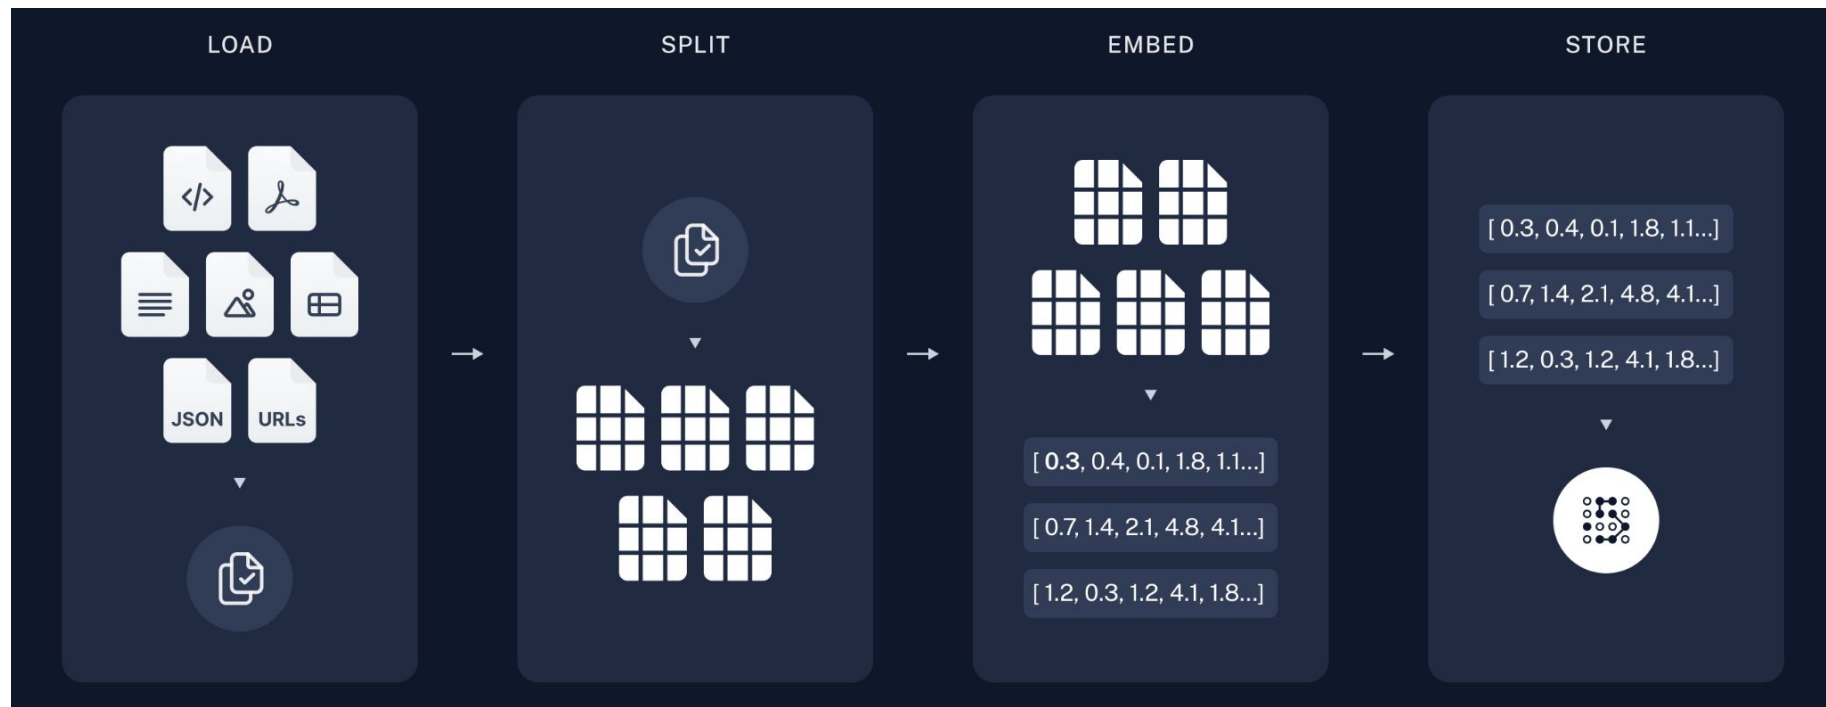 LOAD
SPLIT
EMBED
STORE
</>
JSON
URLs
[ 0.3, 0.4, 0.1, 1.8, 1.1...]
[ 0.7, 1.4, 2.1, 4.8, 4.1...]
[ 1.2, 0.3, 1.2, 4.1, 1.8...]
[ 0.3, 0.4, 0.1, 1.8, 1.1...]
[ 0.7, 1.4, 2.1, 4.8, 4.1...]
[ 1.2, 0.3, 1.2, 4.1, 1.8...]